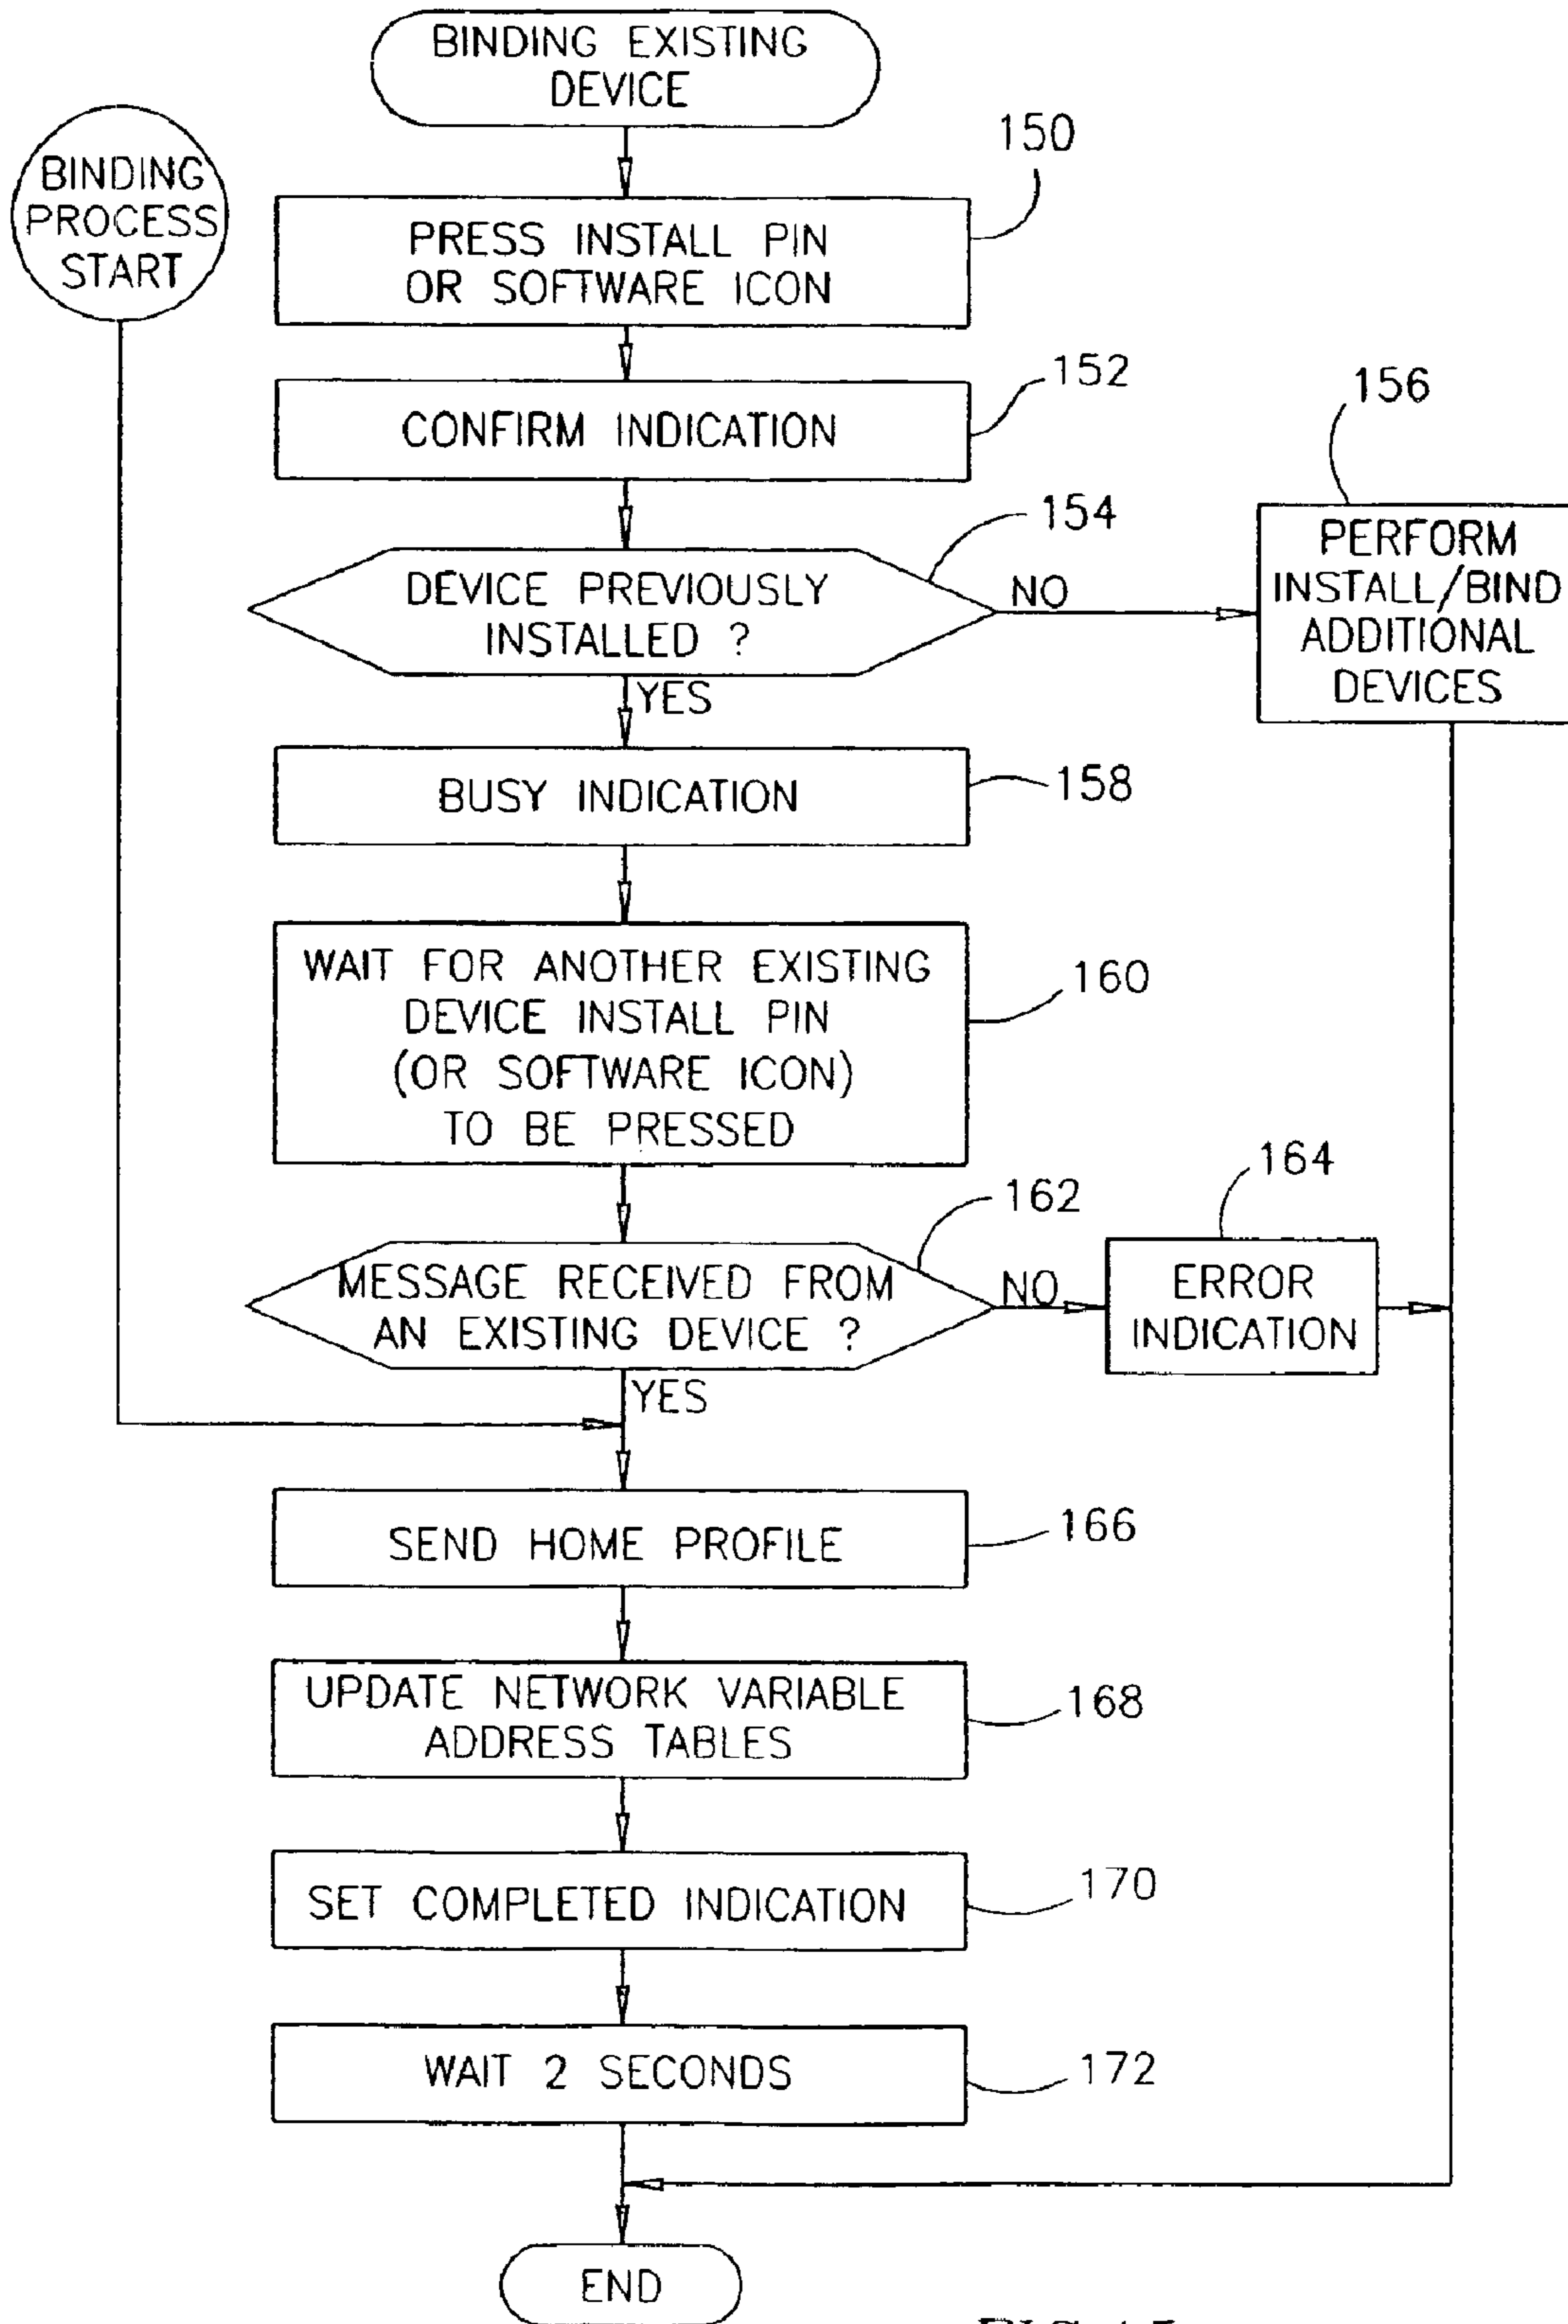 BINDING EXISTING
DEVICE
BINDING
PROCESS
START
150
PRESS INSTALL PIN
OR SOFTWARE ICON
152
CONFIRM INDICATION
154
DEVICE PREVIOUSLY
INSTALLED ?
NO
156
PERFORM
INSTALL/BIND
ADDITIONAL
DEVICES
YES
BUSY INDICATION
158
WAIT FOR ANOTHER EXISTING
DEVICE INSTALL PIN
(OR SOFTWARE ICON)
TO BE PRESSED
160
162
MESSAGE RECEIVED FROM
AN EXISTING DEVICE ?
NO
164
ERROR
INDICATION
YES
SEND HOME PROFILE
166
UPDATE NETWORK VARIABLE
ADDRESS TABLES
168
SET COMPLETED INDICATION
170
WAIT 2 SECONDS
172
END